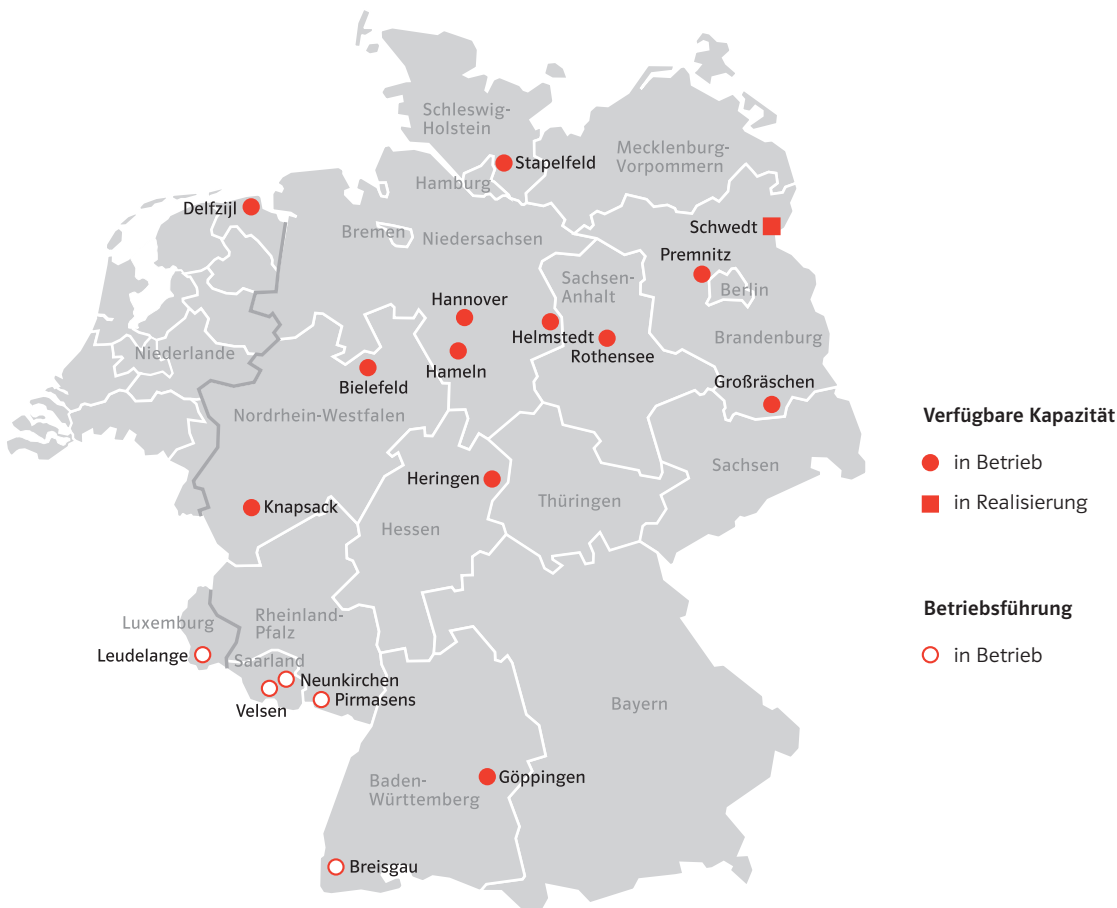 Schleswig-
Holstein
Mecklenburg-
Vorpommern
Stapelfeld
Hamburg
Delfzijl
Schwedt
Bremen
Niedersachsen
Premnitz
Sachsen-
Anhalt
Berlin
Hannover
Helmstedt
Brandenburg
Rothensee
Niederlande
Hameln
Bielefeld
Großräschen
Nordrhein-Westfalen
Sachsen
Heringen
Thüringen
Knapsack
Hessen
Luxemburg
Rheinland-
Pfalz
Leudelange
Saarland
Neunkirchen
Pirmasens
Velsen
Bayern
Göppingen
Baden-
Württemberg
Breisgau
Verfügbare Kapazität
in Betrieb
in Realisierung
Betriebsführung
in Betrieb